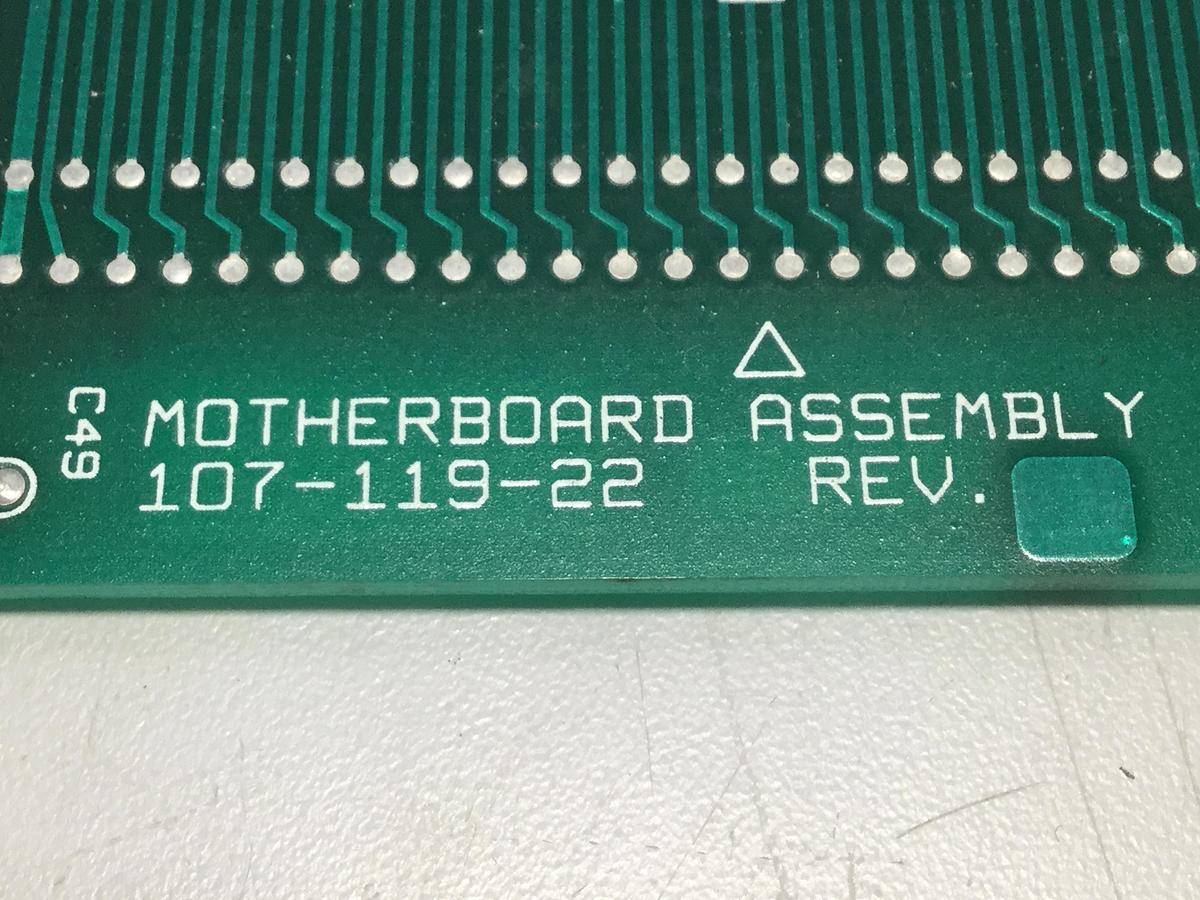 C49
MOTHERBOARD ASSEMBLY
107-119-22 REV.